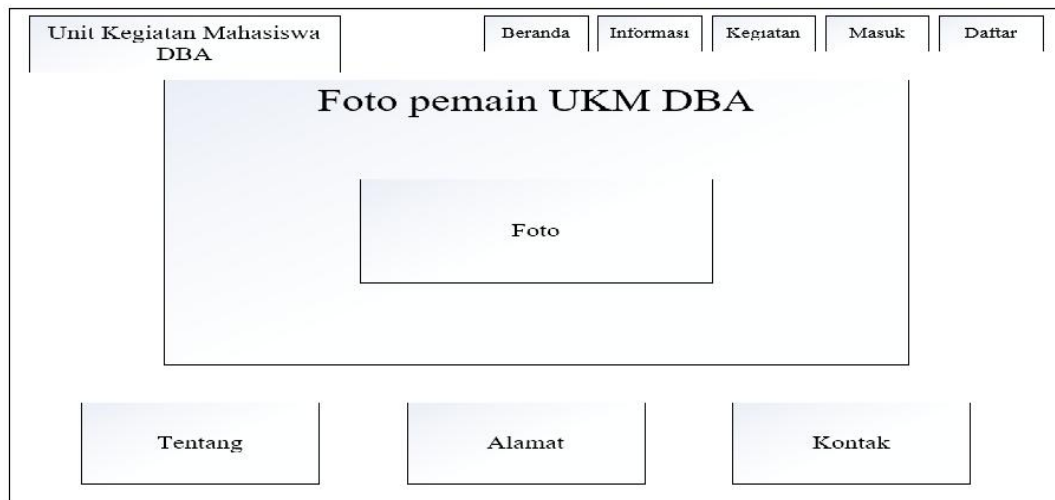 Unit Kegiatan Mahasiswa
DBA
Beranda
Informasi
Kegiatan
Masuk
Daftar
Foto pemain UKM DBA
Foto
Tentang
Alamat
Kontak